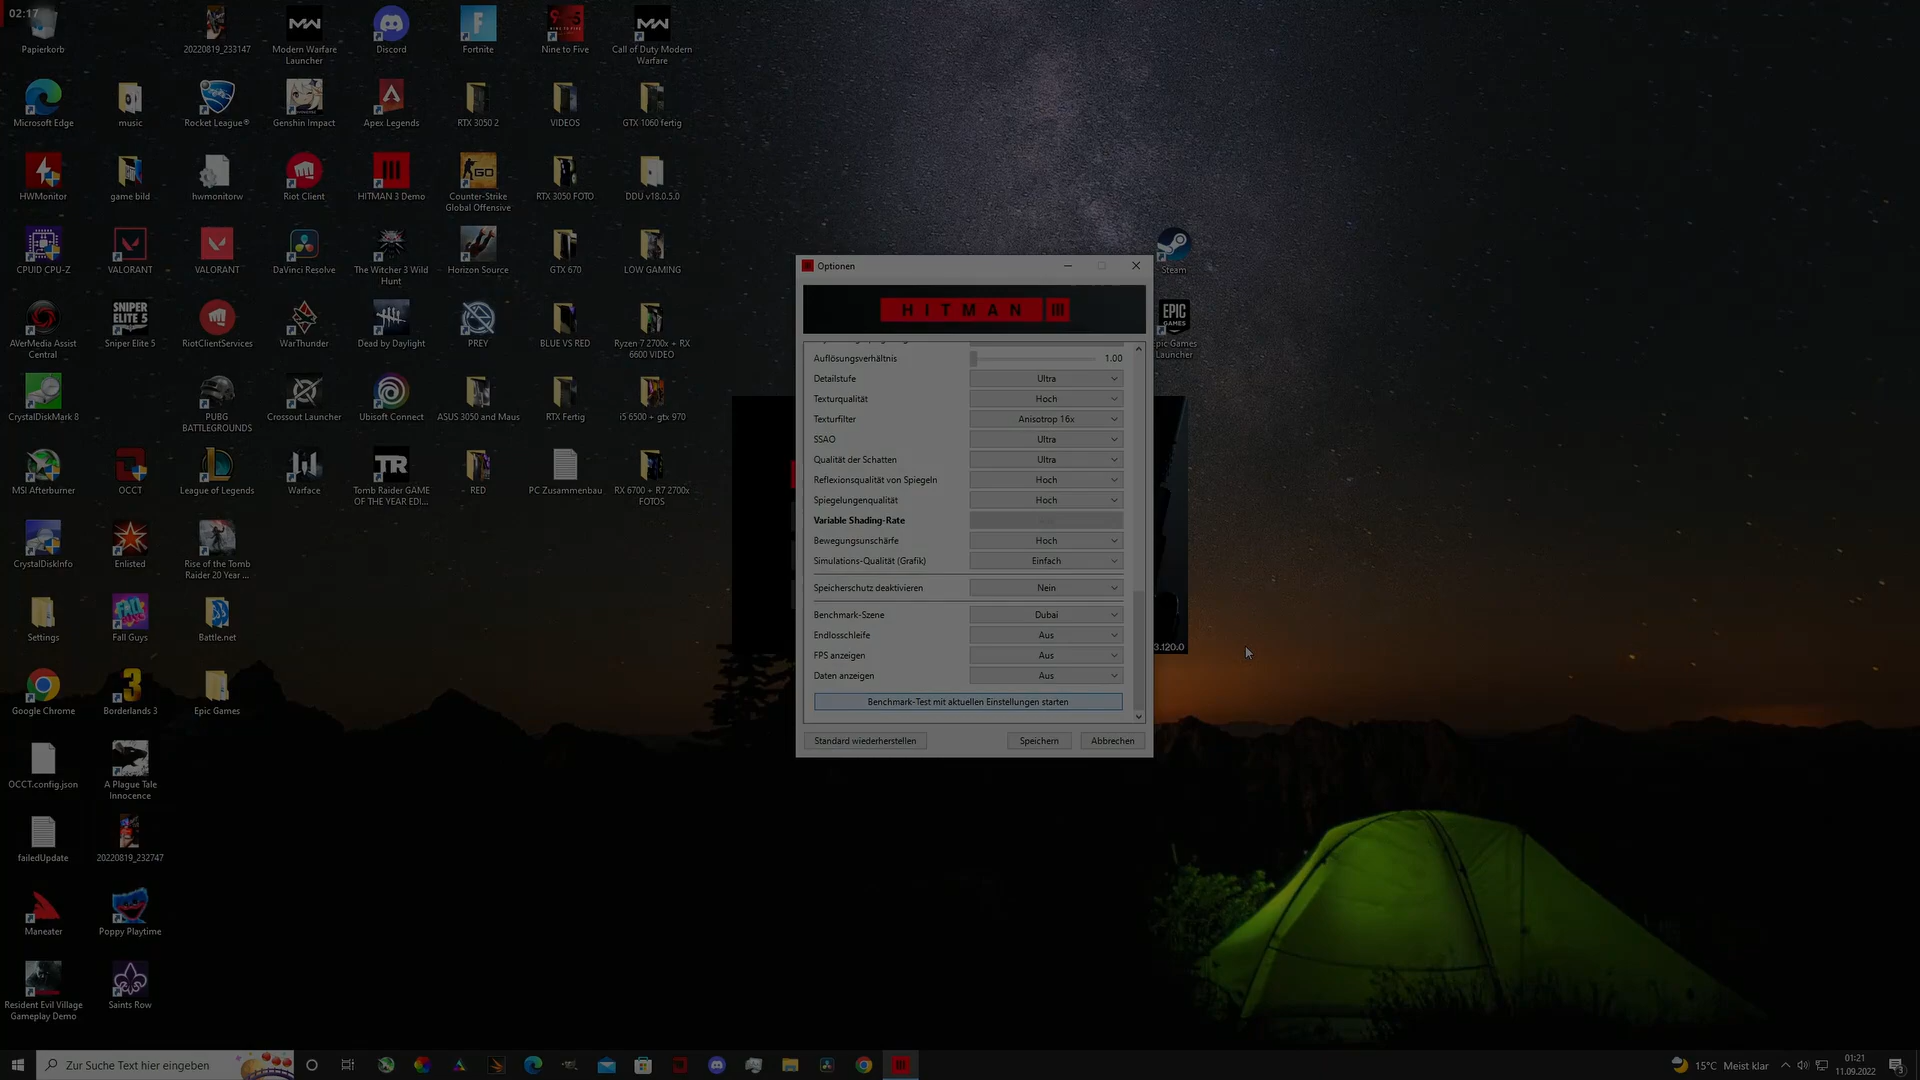 02:17
Papierkorb
20220819_233147
Modern Warfare
Launcher
Discord
Fortnite
Nine to Five
Call of Duty Modern
Warfare
Microsoft Edge
music
Rocket League®
Genshin Impact
Apex Legends
RTX 3050 2
VIDEOS
GTX 1060 fertig
HWMonitor
game bild
hwmonitorw
Riot Client
HITMAN 3 Demo
Counter-Strike
Global Offensive
RTX 3050 FOTO
DDU v18.0.5.0
CPUID CPU-Z
VALORANT
VALORANT
DaVinci Resolve
The Witcher 3 Wild
Hunt
Horizon Source
GTX 670
LOW GAMING
Steam
SNIPER
ELITE 5
AVerMedia Assist
Central
Sniper Elite 5
RiotClientServices
WarThunder
Dead by Daylight
PREY
BLUE VS RED
Ryzen 7 2700x + RX
6600 VIDEO
EPIC
GAMES
Epic Games
Launcher
CrystalDiskMark 8
PUBG
BATTLEGROUNDS
Crossout Launcher
Ubisoft Connect
ASUS 3050 and Maus
RTX Fertig
i5 6500 + gtx 970
MSI Afterburner
OCCT
League of Legends
Warface
TR
Tomb Raider GAME
OF THE YEAR EDI...
RED
PC Zusammenbau
RX 6700 + R7 2700x
FOTOS
CrystalDiskInfo
Enlisted
Rise of the Tomb
Raider 20 Year ...
Settings
Fall Guys
Battle.net
Google Chrome
Borderlands 3
Epic Games
OCCT.config.json
A Plague Tale
Innocence
failedUpdate
20220819_232747
Maneater
Poppy Playtime
Resident Evil Village
Gameplay Demo
Saints Row
Optionen
HITMAN III
Auflösungsverhältnis 1.00
Detailstufe Ultra
Texturqualität Hoch
Texturfilter Anisotrop 16x
SSAO Ultra
Qualität der Schatten Ultra
Reflexionsqualität von Spiegeln Hoch
Spiegelungenqualität Hoch
Variable Shading-Rate
Bewegungsunschärfe Hoch
Simulations-Qualität (Grafik) Einfach
Speicherschutz deaktivieren Nein
Benchmark-Szene Dubai
Endlosschleife Aus
FPS anzeigen Aus
Daten anzeigen Aus
Benchmark-Test mit aktuellen Einstellungen starten
Standard wiederherstellen Speichern Abbrechen
3.120.0
Zur Suche Text hier eingeben
15°C Meist klar
01:21
11.09.2022
3